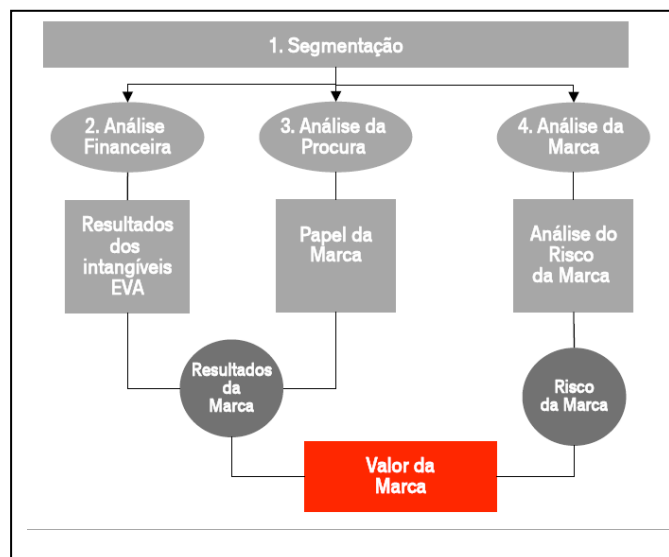 1. Segmentação
2. Análise
Financeira
3. Análise da
Procura
4. Análise da
Marca
Resultados
dos
intangíveis
EVA
Papel da
Marca
Análise do
Risco
da Marca
Resultados
da
Marca
Risco
da Marca
Valor da
Marca